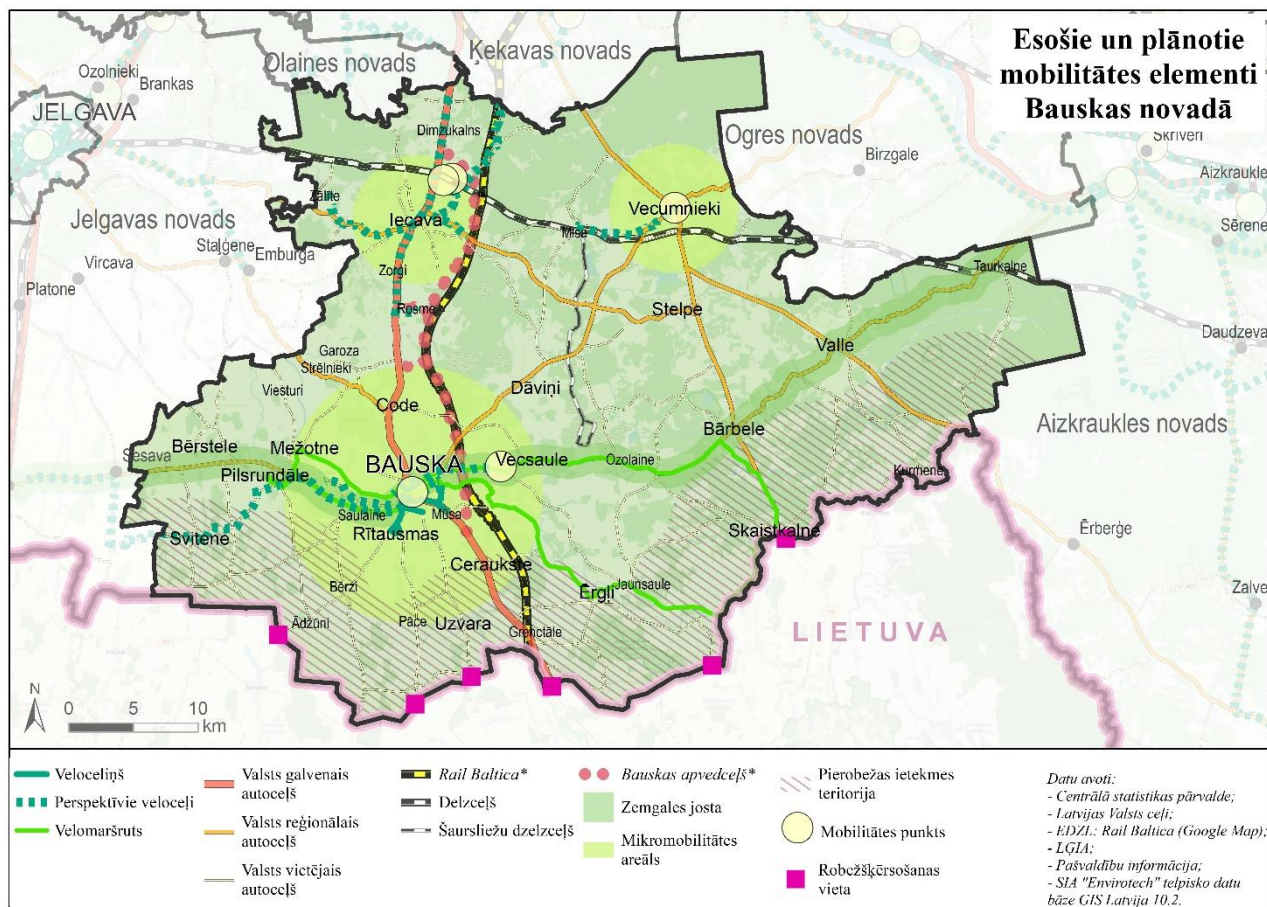 Esošie un plānotie
mobilitātes elementi
Bauskas novadā
Ķekavas novads
Olaines novads
Ozolnieki
Brankas
JELGAVA
Dimzukalns
Ogres novads
Skrīveri
Birzgale
Aizkraukle
Zālīte
Jelgavas novads
Iecava
Vecumnieki
Sērene
Misa
Staļģene
Emburga
Vircava
Zorģi
Taurkalne
Platone
Rosme
Stelpe
Daudzeva
Valle
Garoza
Strēlnieki
Viesturi
Dāviņi
Code
Aizkraukles novads
Bērstele
Mežotne
Bārbele
Sesava
BAUSKA
Vecsaule
Ozolaine
Pilsrundāle
Kurmene
Saulaine
Mūsa
Rītausmas
Skaistkalne
Ērberģe
Svitene
Ceraukste
Jaunsaule
Bērzi
Ērgļi
Zalve
Ādžūni
Pāce
Uzvara
Grenctāle
LIETUVA
N
0 5 10
km
Veloceliņš
Perspektīvie veloceļi
Velomaršruts
Valsts galvenais
autoceļš
Valsts reģionālais
autoceļš
Valsts vietējais
autoceļš
Rail Baltica*
Delzceļš
Šaursliežu dzelzceļš
Bauskas apvedceļš*
Zemgales josta
Mikromobilitātes
areāls
Pierobežas ietekmes
teritorija
Mobilitātes punkts
Robežšķērsošanas
vieta
Datu avoti:
- Centrālā statistikas pārvalde;
- Latvijas Valsts ceļi;
- EDZL: Rail Baltica (Google Map);
- LĢIA;
- Pašvaldību informācija;
- SIA "Envirotech" telpisko datu
bāze GIS Latvija 10.2.